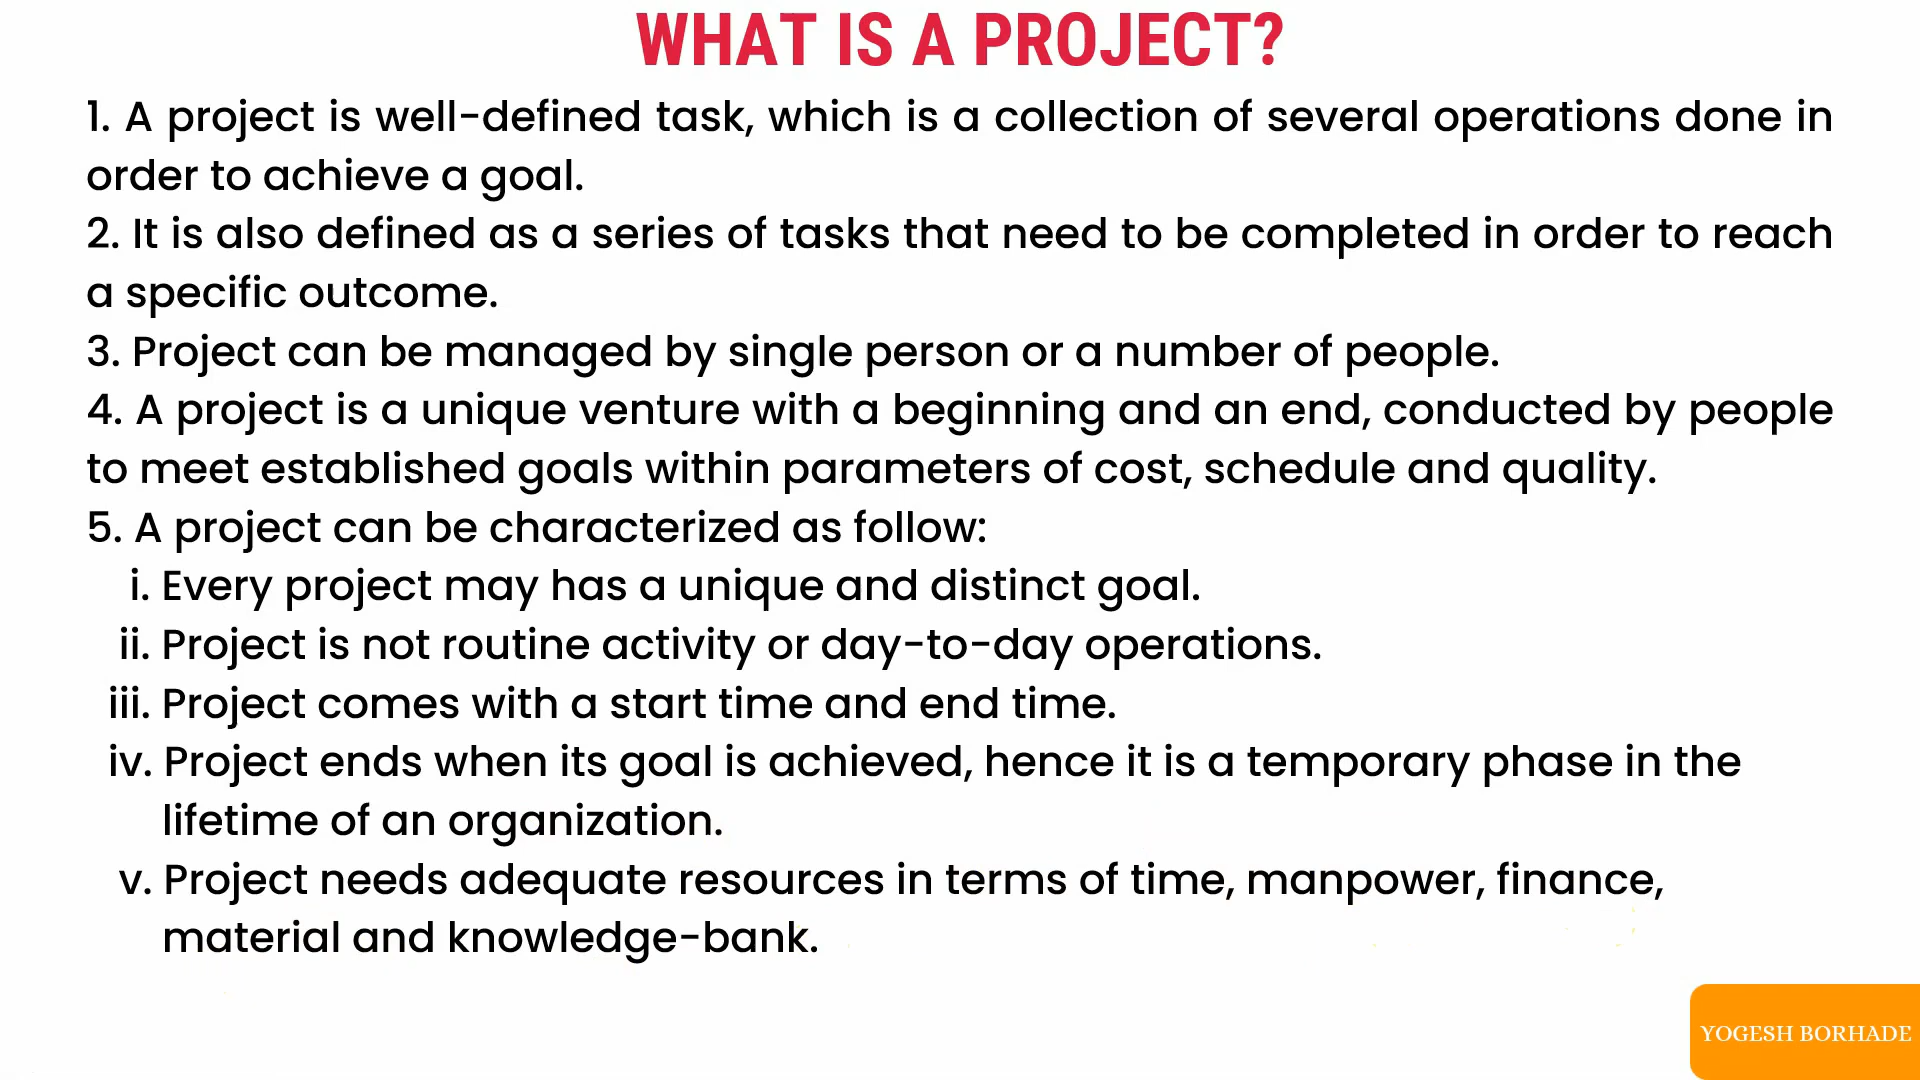 WHAT IS A PROJECT?
1. A project is well-defined task, which is a collection of several operations done in
order to achieve a goal.
2. It is also defined as a series of tasks that need to be completed in order to reach
a specific outcome.
3. Project can be managed by single person or a number of people.
4. A project is a unique venture with a beginning and an end, conducted by people
to meet established goals within parameters of cost, schedule and quality.
5. A project can be characterized as follow:
i. Every project may has a unique and distinct goal.
ii. Project is not routine activity or day-to-day operations.
iii. Project comes with a start time and end time.
iv. Project ends when its goal is achieved, hence it is a temporary phase in the
lifetime of an organization.
v. Project needs adequate resources in terms of time, manpower, finance,
material and knowledge-bank.
YOGESH BORHADE